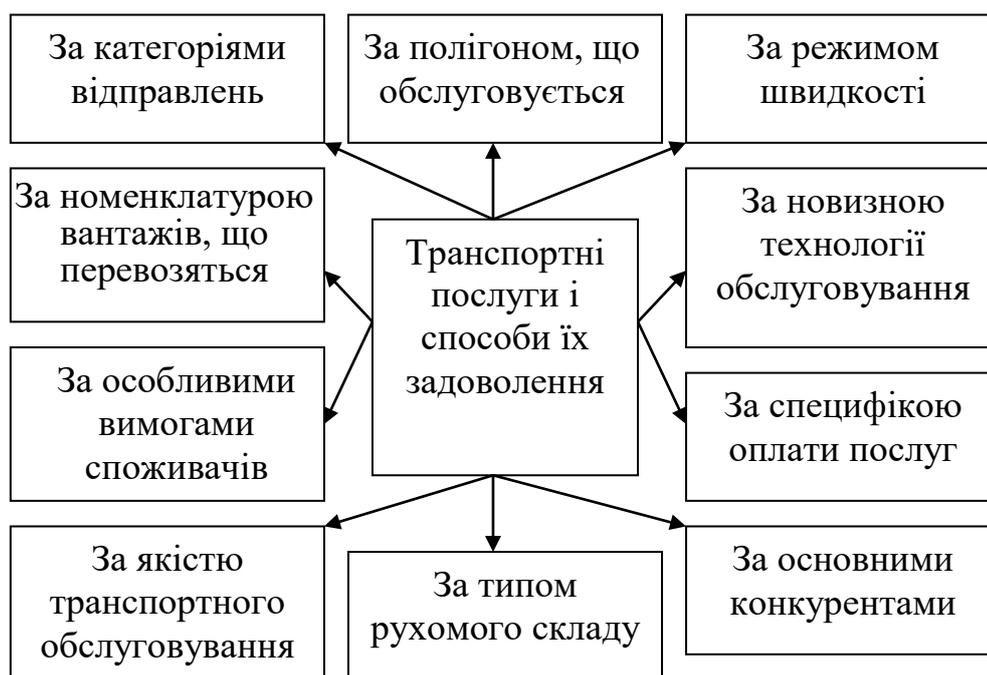 За категоріями
відправлень
За полігоном, що
обслуговується
За режимом
швидкості
За номенклатурою
вантажів, що
перевозяться
Транспортні
послуги і
способи їх
задоволення
За новизною
технології
обслуговування
За особливими
вимогами
споживачів
За специфікою
оплати послуг
За якістю
транспортного
обслуговування
За типом
рухомого складу
За основними
конкурентами